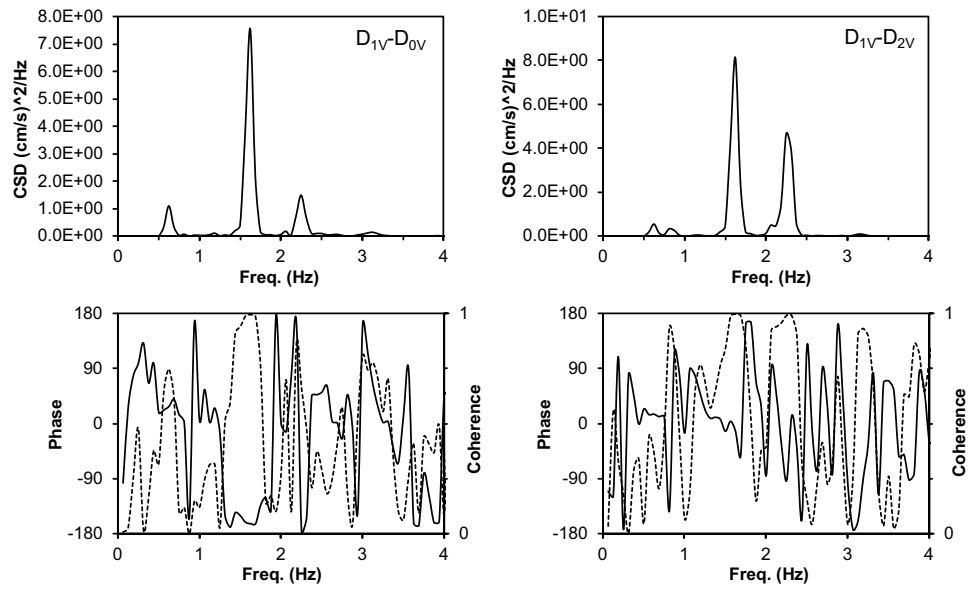 D1V-D0V
CSD (cm/s)^2/Hz
8.0E+00
7.0E+00
6.0E+00
5.0E+00
4.0E+00
3.0E+00
2.0E+00
1.0E+00
0.0E+00
0 1 2 3 4
Freq. (Hz)
D1V-D2V
CSD (cm/s)^2/Hz
1.0E+01
8.0E+00
6.0E+00
4.0E+00
2.0E+00
0.0E+00
0 1 2 3 4
Freq. (Hz)
Phase
180
90
0
-90
-180
1
0
Coherence
0 1 2 3 4
Freq. (Hz)
Phase
180
90
0
-90
-180
1
0
Coherence
0 1 2 3 4
Freq. (Hz)